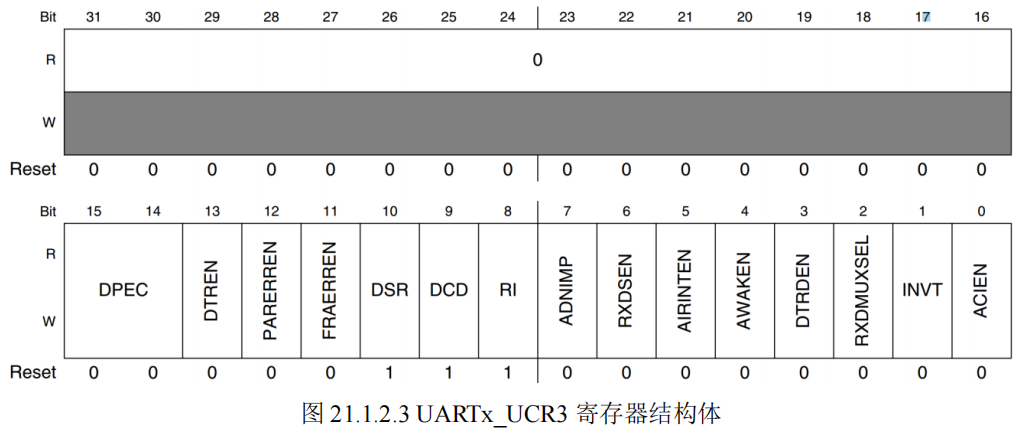 Bit 31 30 29 28 27 26 25 24 23 22 21 20 19 18 17 16
R 0
W
Reset 0 0 0 0 0 0 0 0 0 0 0 0 0 0 0 0
Bit 15 14 13 12 11 10 9 8 7 6 5 4 3 2 1 0
R
DPEC DTREN PARERREN FRAERREN DSR DCD RI ADNIMP RXDSEN AIRINTEN AWAKEN DTRDEN RXDMUXSEL INVT ACIEN
W
Reset 0 0 0 0 0 1 1 1 0 0 0 0 0 0 0 0
图 21.1.2.3 UARTx_UCR3 寄存器结构体